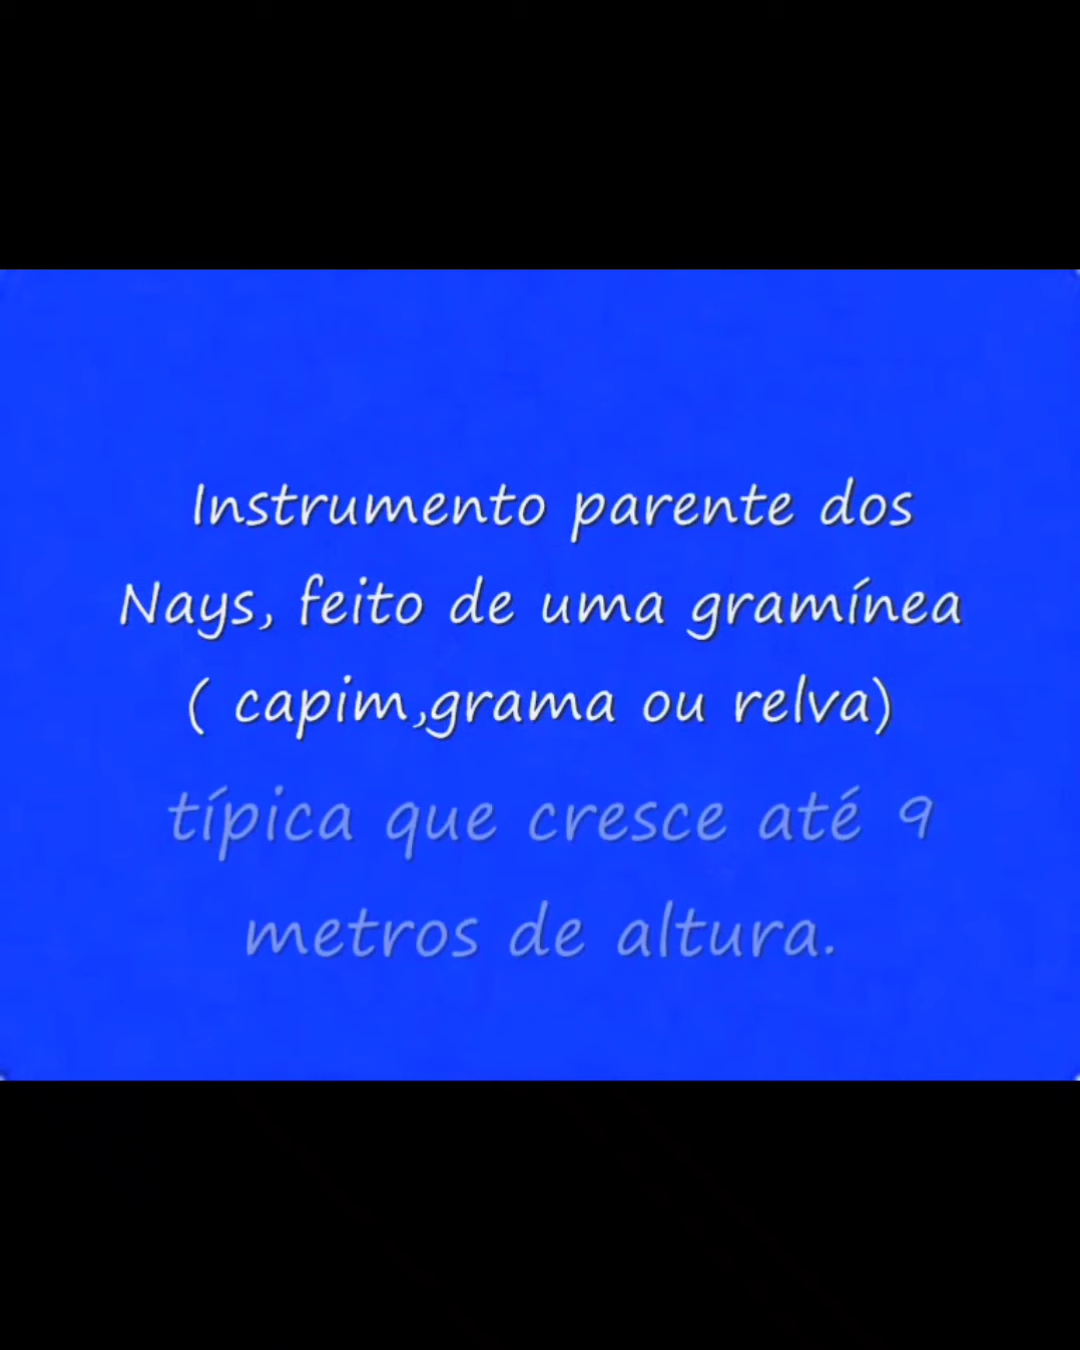 Instrumento parente dos
Nays, feito de uma gramínea
( capim,grama ou relva)
típica que cresce até 9
metros de altura.